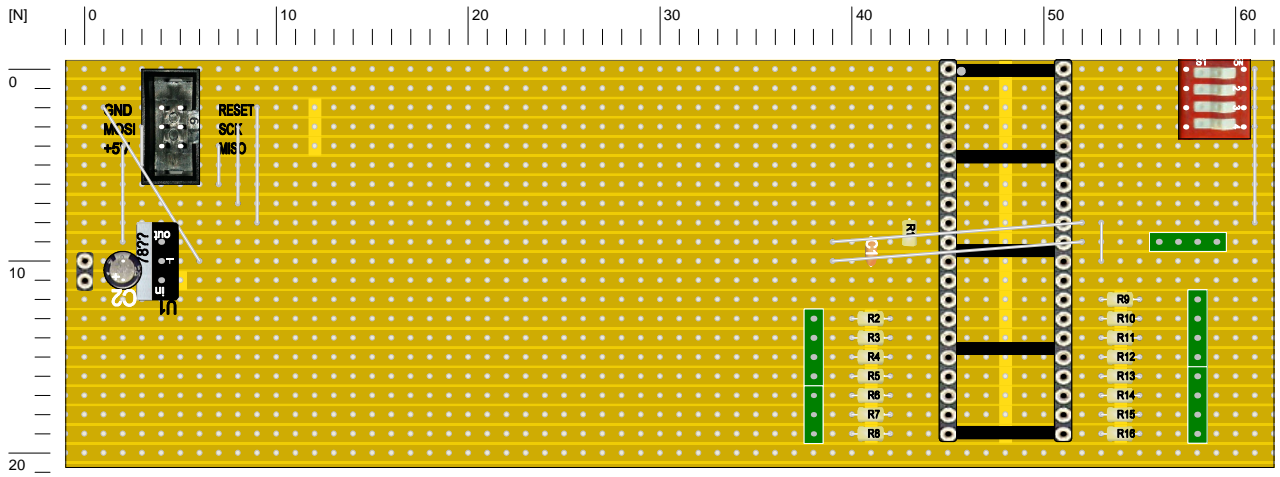 [N] 0 10 20 30 40 50 60
0
10
20
GND
MOSI
+5V
RESET
SCK
MISO
S1 ON
78??
out
in
C2
U1
R1
C1
R2
R3
R4
R5
R6
R7
R8
R9
R10
R11
R12
R13
R14
R15
R16